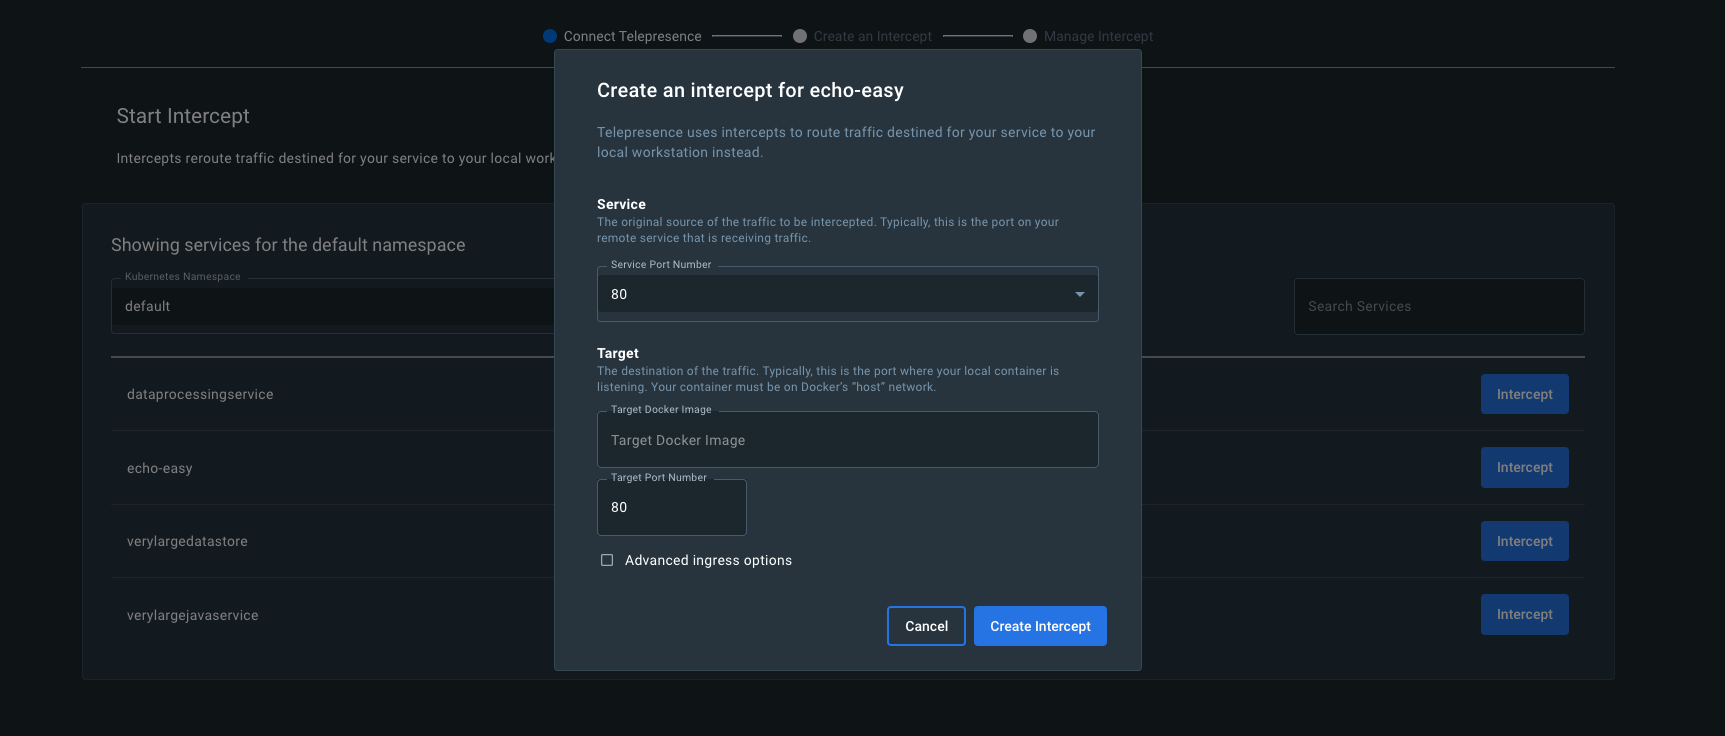 Connect Telepresence
Create an Intercept
Manage Intercept
Start Intercept
Intercepts reroute traffic destined for your service to your local work
Showing services for the default namespace
Kubernetes Namespace
default
Search Services
dataprocessingservice
Intercept
echo-easy
Intercept
verylargedatastore
Intercept
verylargejavaservice
Intercept
Create an intercept for echo-easy
Telepresence uses intercepts to route traffic destined for your service to your
local workstation instead.
Service
The original source of the traffic to be intercepted. Typically, this is the port on your
remote service that is receiving traffic.
Service Port Number
80
Target
The destination of the traffic. Typically, this is the port where your local container is
listening. Your container must be on Docker's "host" network.
Target Docker Image
Target Docker Image
Target Port Number
80
Advanced ingress options
Cancel
Create Intercept